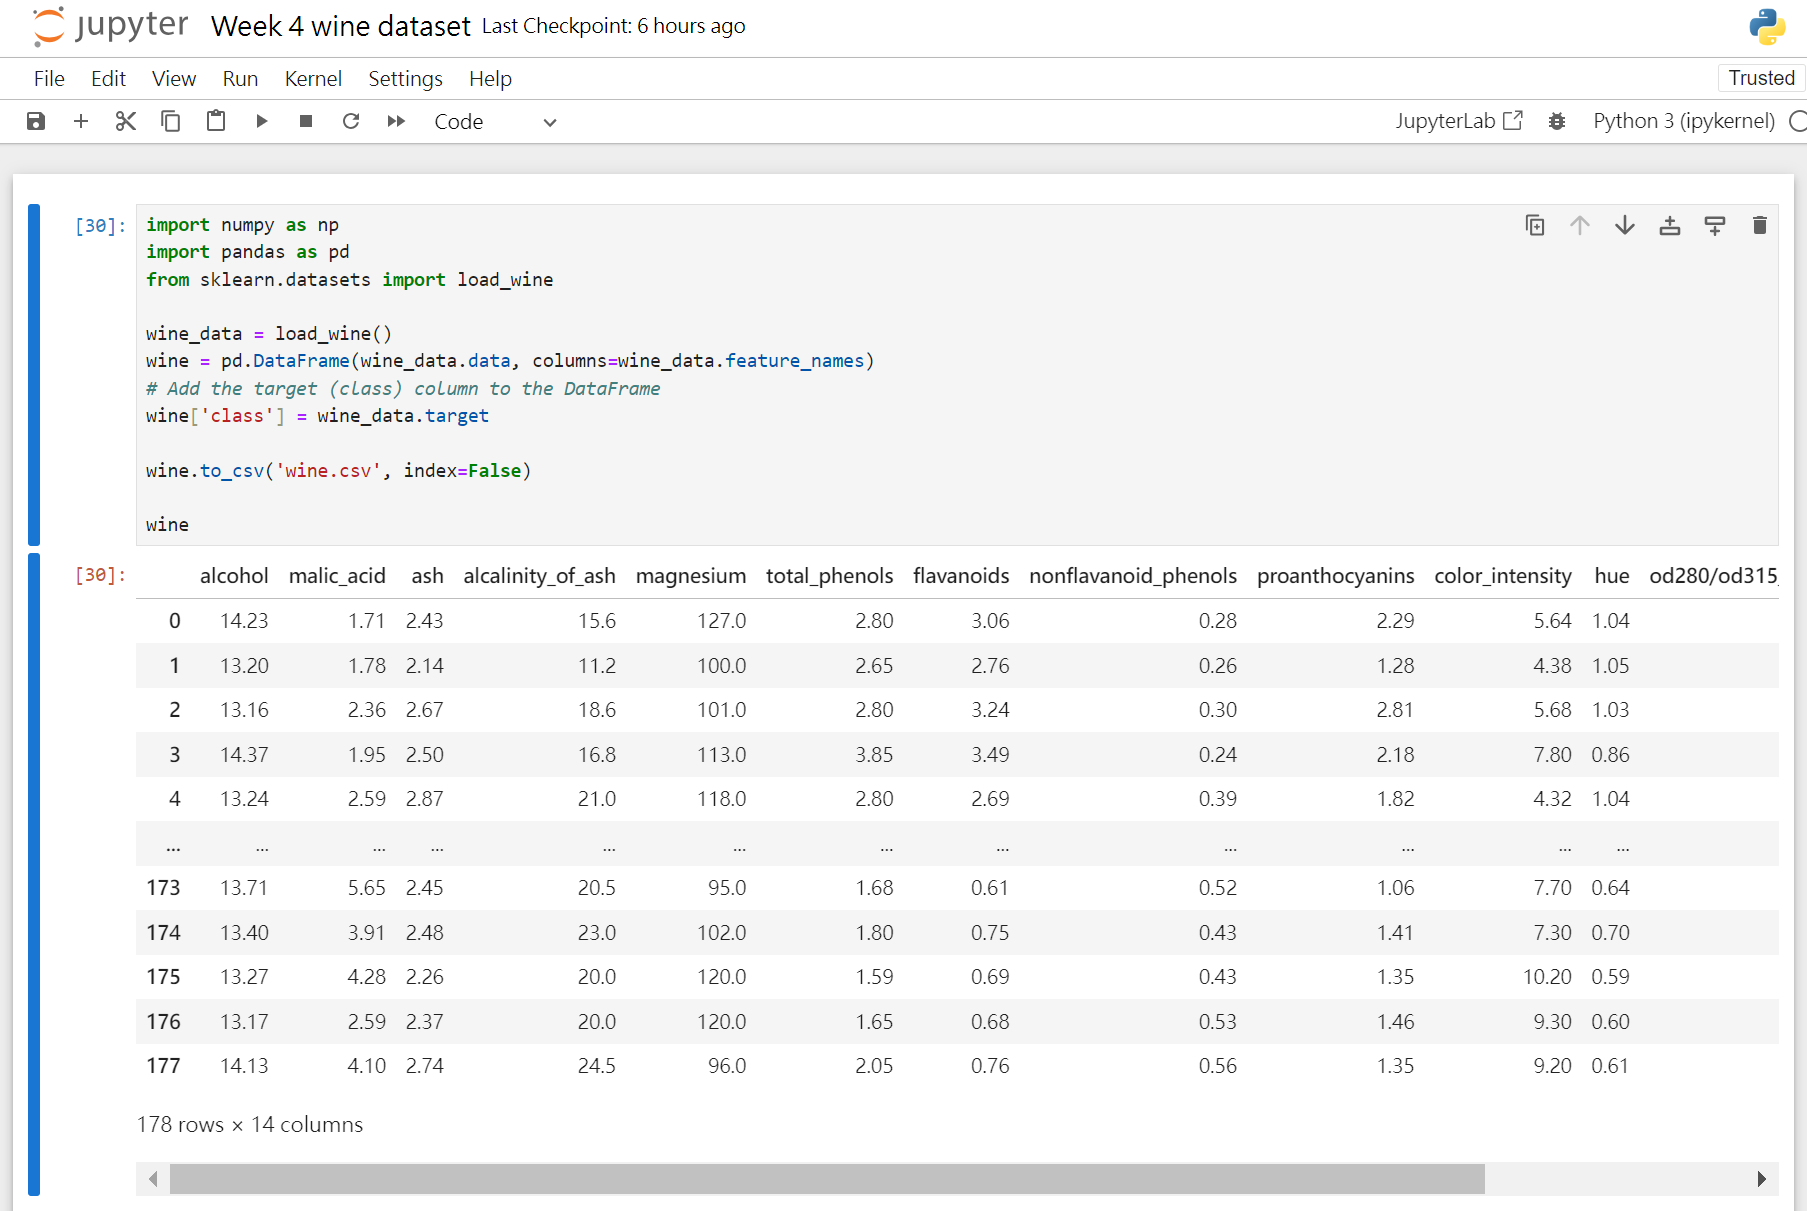 jupyter Week 4 wine dataset Last Checkpoint: 6 hours ago
File Edit View Run Kernel Settings Help Trusted
Code JupyterLab Python 3 (ipykernel)
[30]: import numpy as np
import pandas as pd
from sklearn.datasets import load_wine
wine_data = load_wine()
wine = pd.DataFrame(wine_data.data, columns=wine_data.feature_names)
# Add the target (class) column to the DataFrame
wine['class'] = wine_data.target
wine.to_csv('wine.csv', index=False)
wine
[30]: alcohol malic_acid ash alcalinity_of_ash magnesium total_phenols flavanoids nonflavanoid_phenols proanthocyanins color_intensity hue od280/od315_
0 14.23 1.71 2.43 15.6 127.0 2.80 3.06 0.28 2.29 5.64 1.04
1 13.20 1.78 2.14 11.2 100.0 2.65 2.76 0.26 1.28 4.38 1.05
2 13.16 2.36 2.67 18.6 101.0 2.80 3.24 0.30 2.81 5.68 1.03
3 14.37 1.95 2.50 16.8 113.0 3.85 3.49 0.24 2.18 7.80 0.86
4 13.24 2.59 2.87 21.0 118.0 2.80 2.69 0.39 1.82 4.32 1.04
... ... ... ... ... ... ... ... ... ... ... ...
173 13.71 5.65 2.45 20.5 95.0 1.68 0.61 0.52 1.06 7.70 0.64
174 13.40 3.91 2.48 23.0 102.0 1.80 0.75 0.43 1.41 7.30 0.70
175 13.27 4.28 2.26 20.0 120.0 1.59 0.69 0.43 1.35 10.20 0.59
176 13.17 2.59 2.37 20.0 120.0 1.65 0.68 0.53 1.46 9.30 0.60
177 14.13 4.10 2.74 24.5 96.0 2.05 0.76 0.56 1.35 9.20 0.61
178 rows × 14 columns